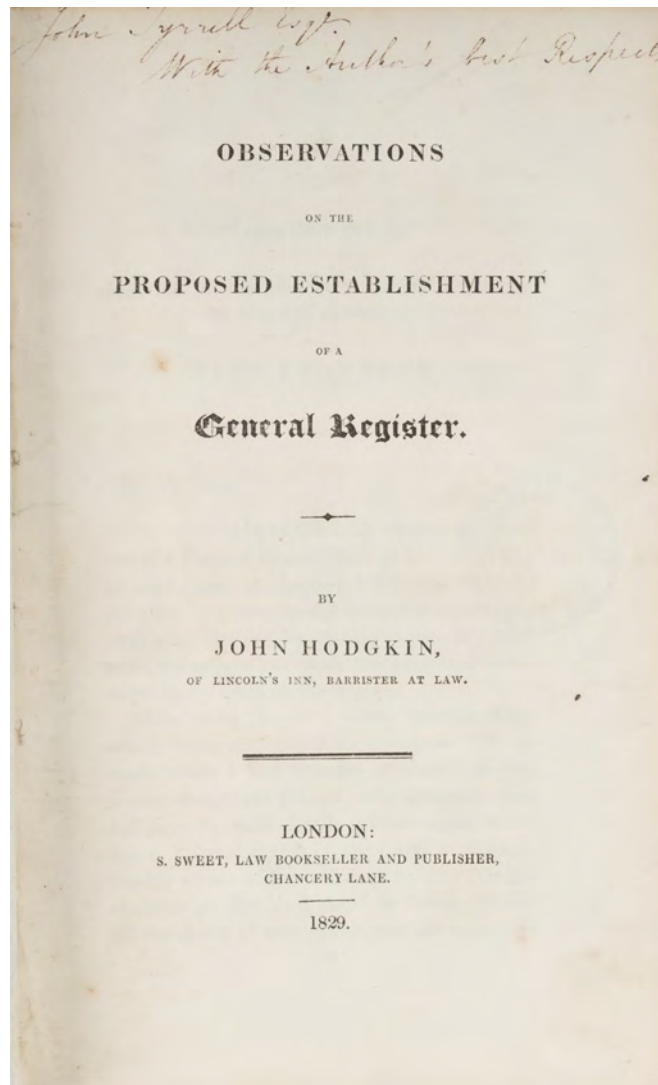 John Tyrrell Esqr.
With the Author's best Respects
OBSERVATIONS
ON THE
PROPOSED ESTABLISHMENT
OF A
General Register.
BY
JOHN HODGKIN,
OF LINCOLN'S INN, BARRISTER AT LAW.
LONDON:
S. SWEET, LAW BOOKSELLER AND PUBLISHER,
CHANCERY LANE.
1829.